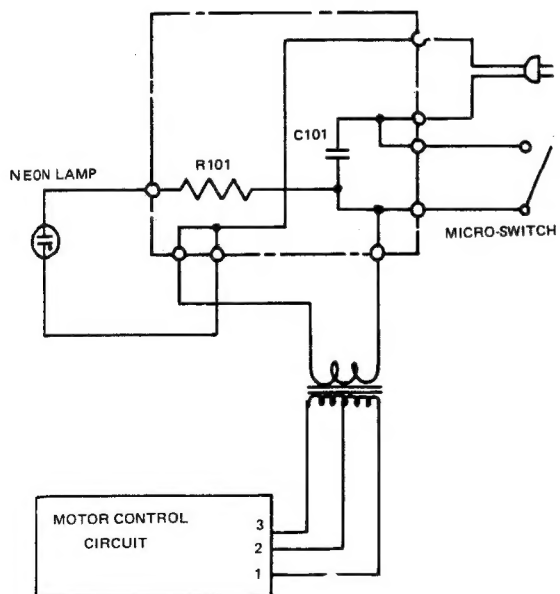 C101
R101
NEON LAMP
MICRO-SWITCH
MOTOR CONTROL
CIRCUIT
3
2
1